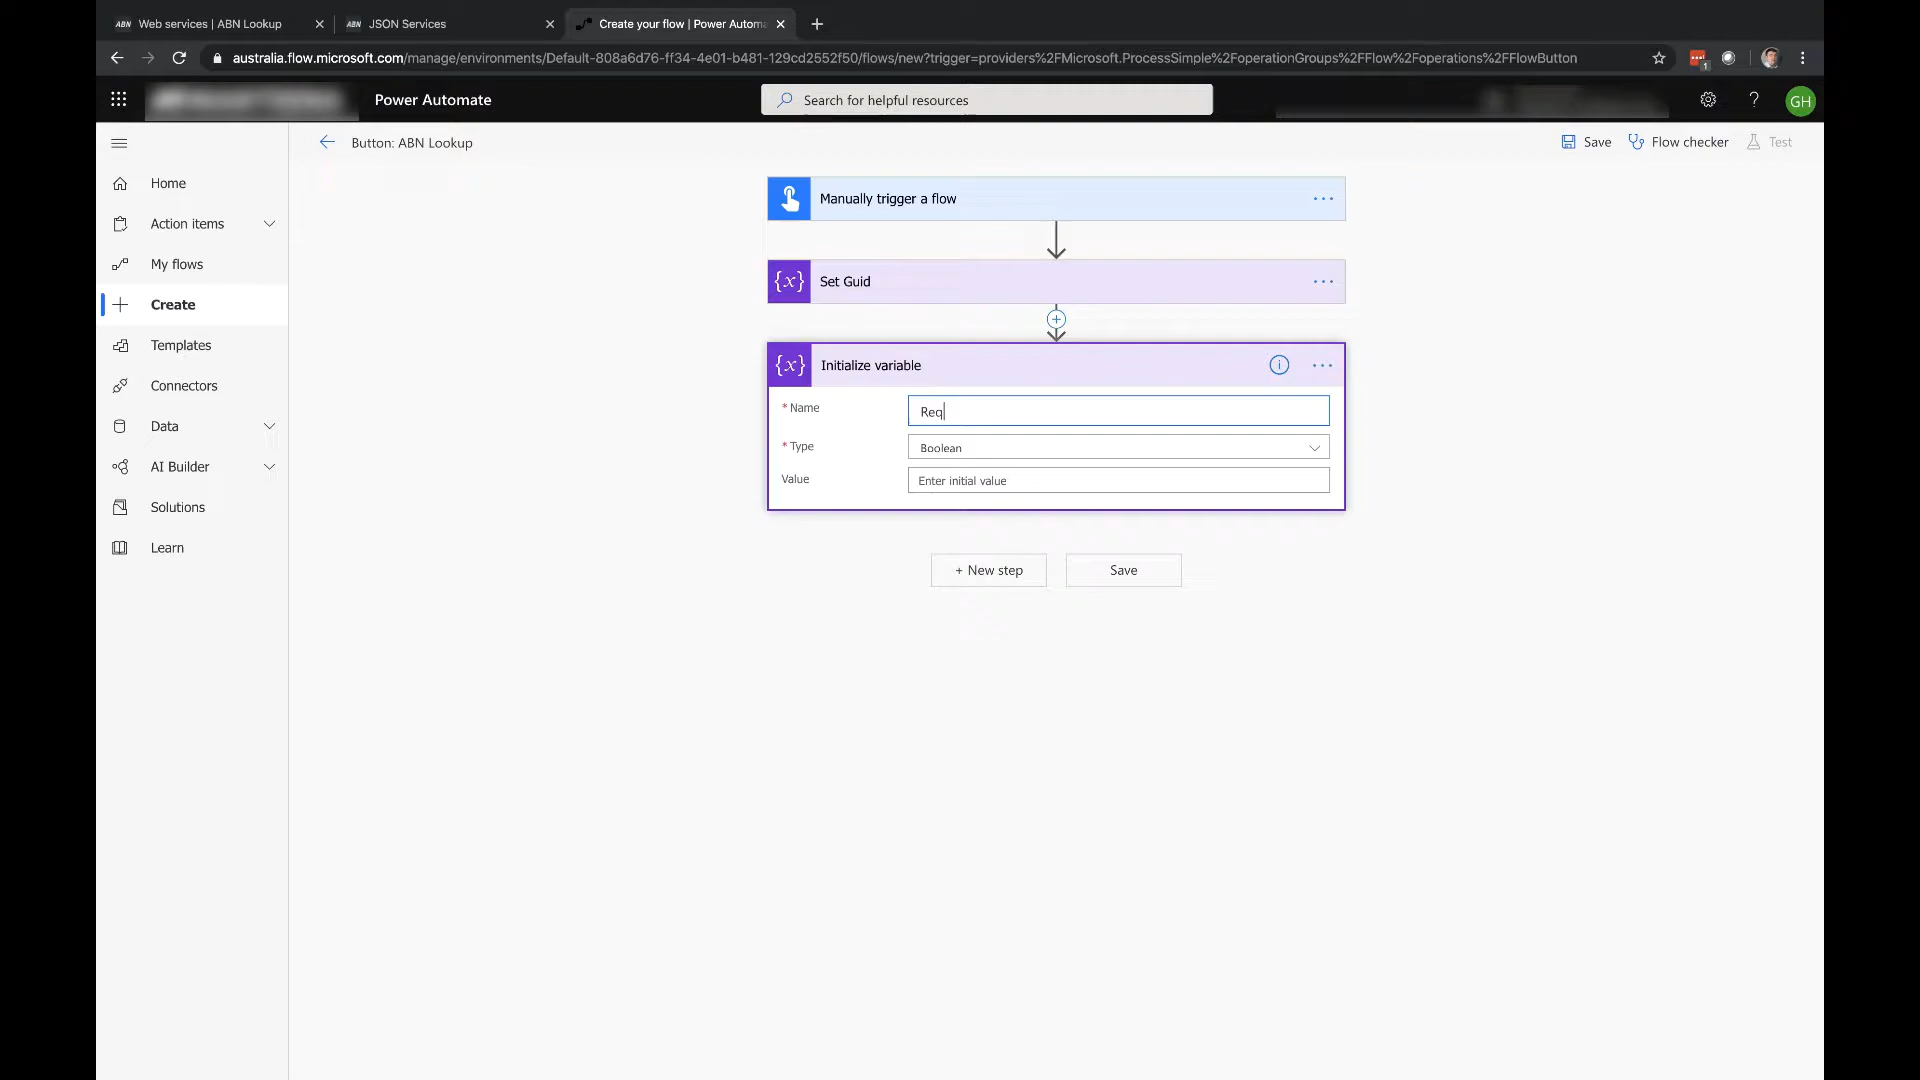 ABN Web services | ABN Lookup
ABN JSON Services
Create your flow | Power Autom
australia.flow.microsoft.com/manage/environments/Default-808a6d76-ff34-4e01-b481-129cd2552f50/flows/new?trigger=providers%2FMicrosoft.ProcessSimple%2FoperationGroups%2FFlow%2Foperations%2FFlowButton
1
Power Automate
Search for helpful resources
?
GH
Button: ABN Lookup
Save
Flow checker
Test
Home
Action items
My flows
Create
Templates
Connectors
Data
AI Builder
Solutions
Learn
Manually trigger a flow
{x} Set Guid
{x} Initialize variable
* Name
Req
* Type
Boolean
Value
Enter initial value
+ New step
Save